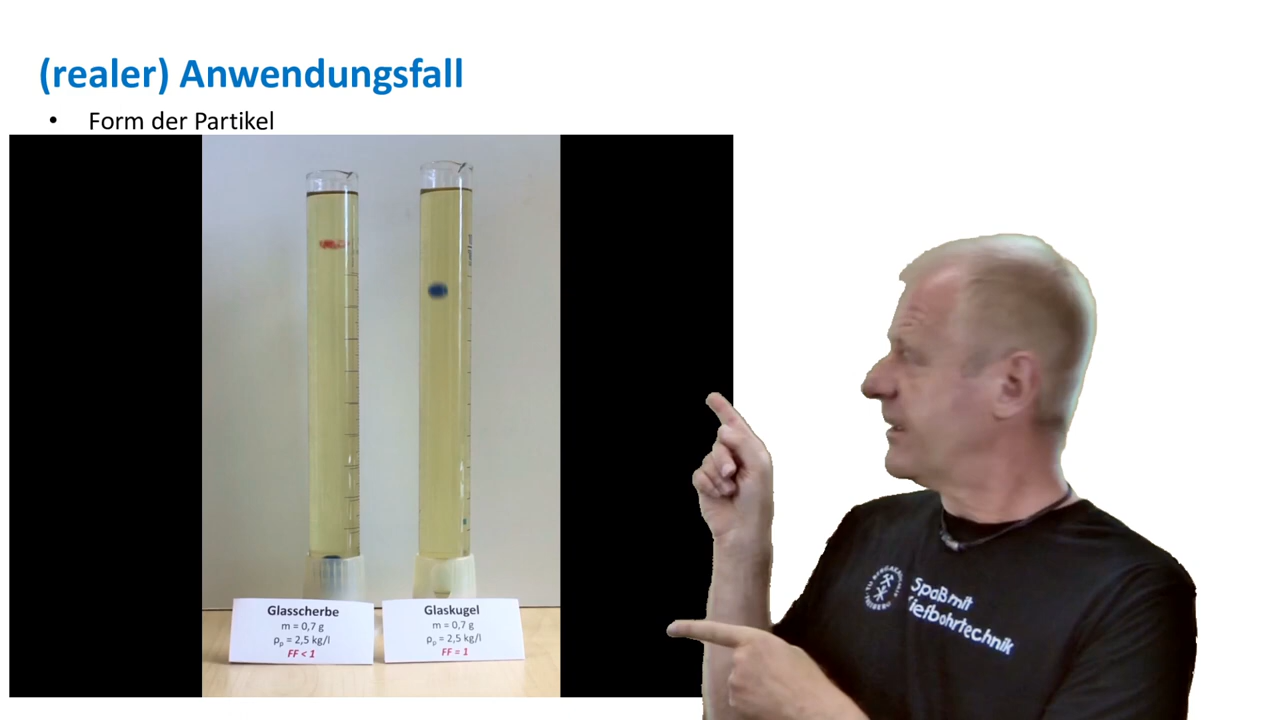 (realer) Anwendungsfall
• Form der Partikel
Glasscherbe
m = 0,7 g
ρp = 2,5 kg/l
FF < 1
Glaskugel
m = 0,7 g
ρp = 2,5 kg/l
FF = 1
Spaß mit
Tiefbohrtechnik